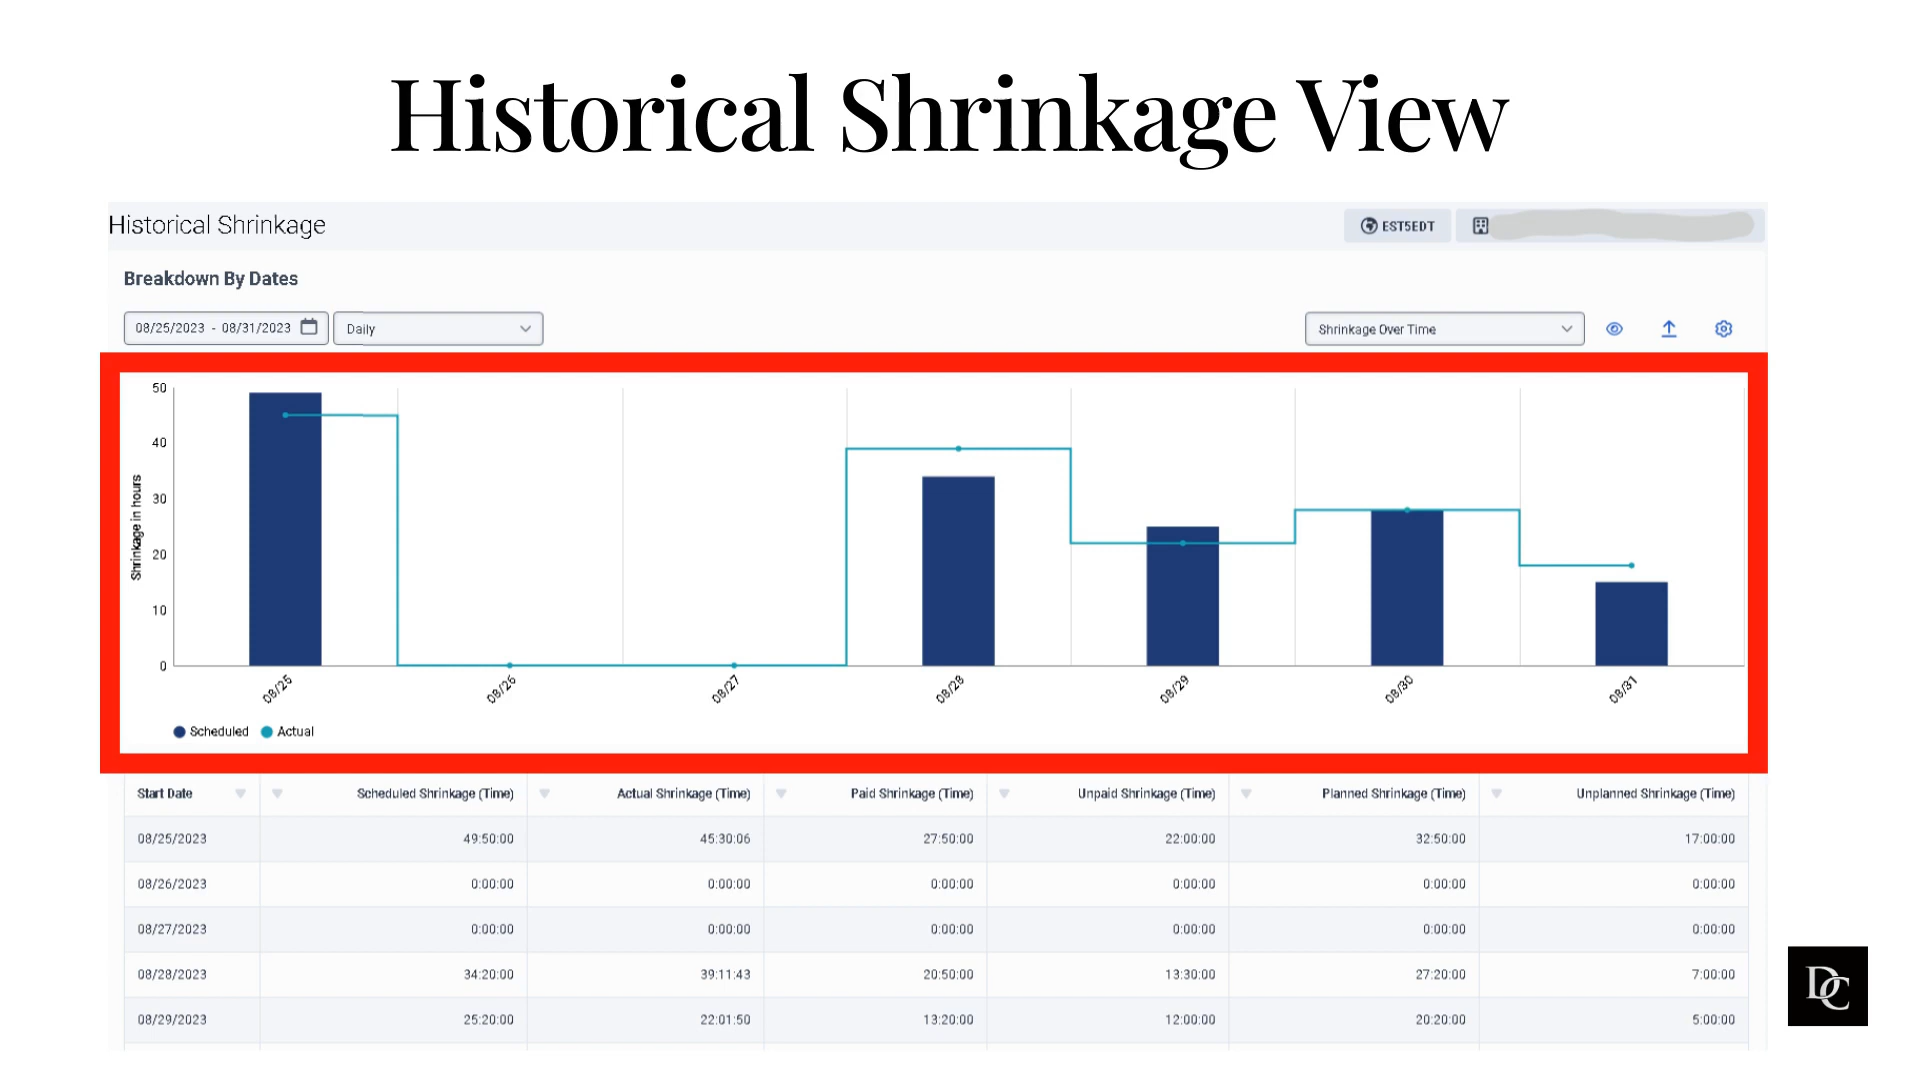 Historical Shrinkage View
Historical Shrinkage
EST5EDT
Breakdown By Dates
08/25/2023 - 08/31/2023
Daily
Shrinkage Over Time
Shrinkage in hours
50
40
30
20
10
0
08/25 08/26 08/27 08/28 08/29 08/30 08/31
Scheduled Actual
Start Date Scheduled Shrinkage (Time) Actual Shrinkage (Time) Paid Shrinkage (Time) Unpaid Shrinkage (Time) Planned Shrinkage (Time) Unplanned Shrinkage (Time)
08/25/2023 49:50:00 45:30:06 27:50:00 22:00:00 32:50:00 17:00:00
08/26/2023 0:00:00 0:00:00 0:00:00 0:00:00 0:00:00 0:00:00
08/27/2023 0:00:00 0:00:00 0:00:00 0:00:00 0:00:00 0:00:00
08/28/2023 34:20:00 39:11:43 20:50:00 13:30:00 27:20:00 7:00:00
08/29/2023 25:20:00 22:01:50 13:20:00 12:00:00 20:20:00 5:00:00
DC